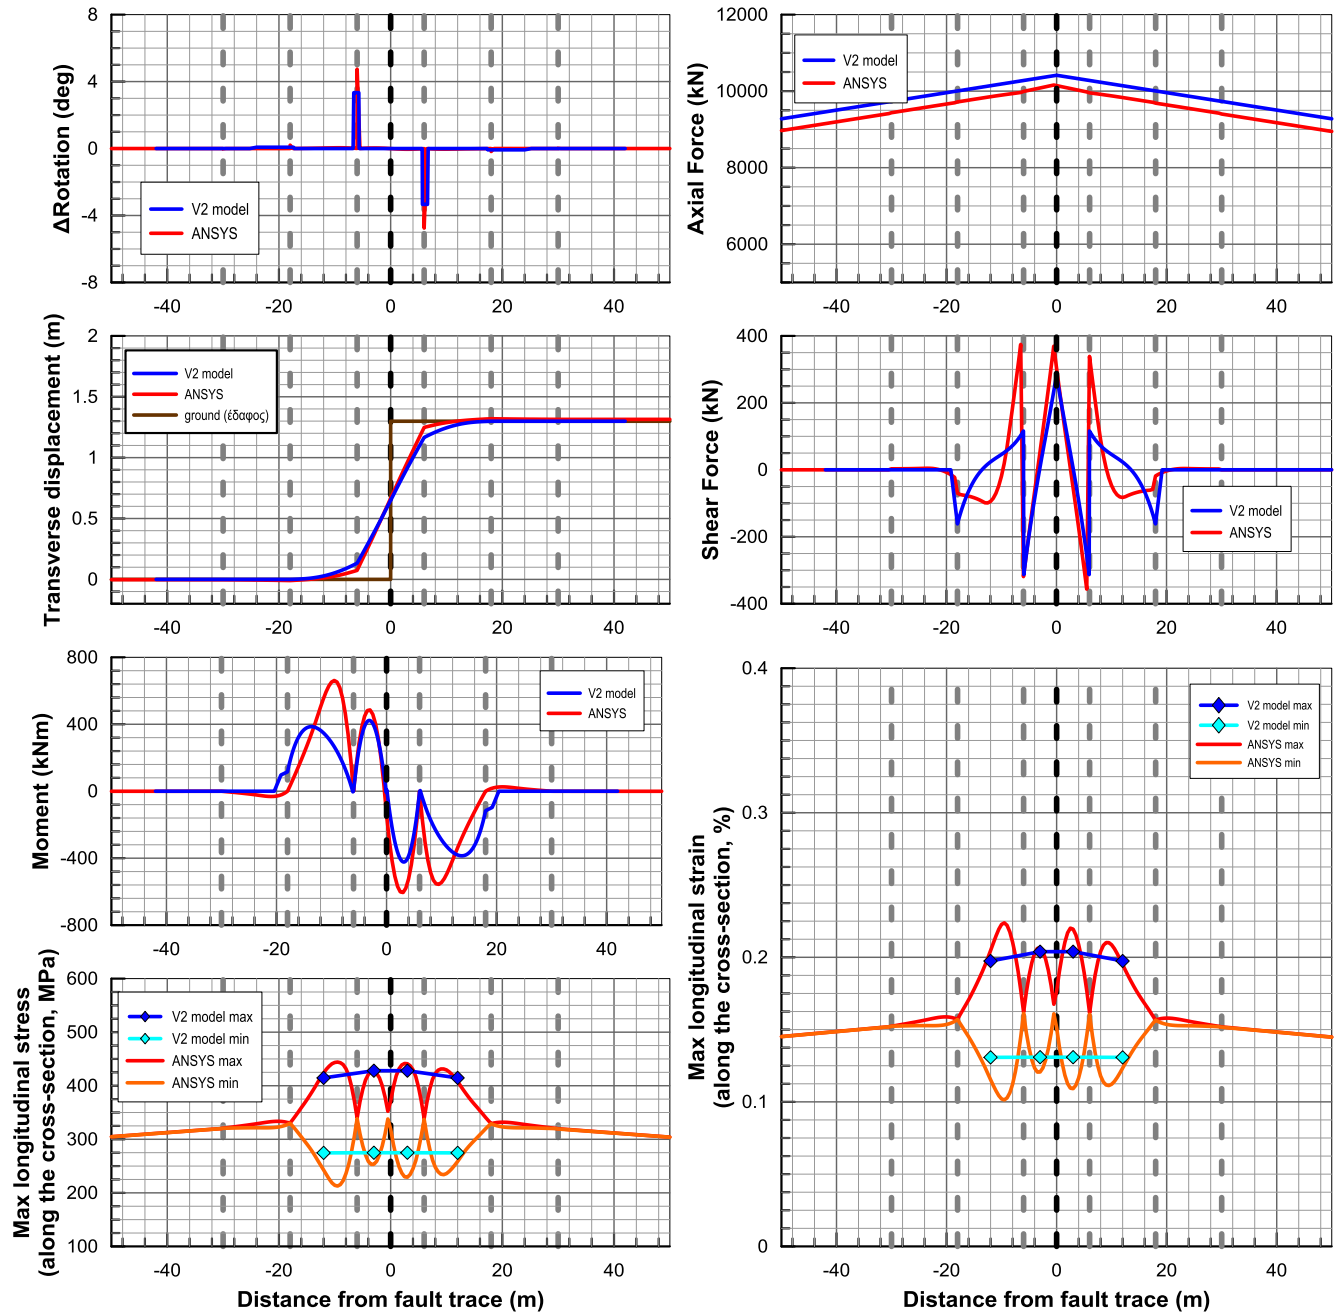 ΔRotation (deg)
8
4
0
-4
-8
V2 model
ANSYS
-40
-20
0
20
40
Axial Force (kN)
12000
10000
8000
6000
V2 model
ANSYS
-40
-20
0
20
40
Transverse displacement (m)
2
1.5
1
0.5
0
V2 model
ANSYS
ground (έδαφος)
-40
-20
0
20
40
Shear Force (kN)
400
200
0
-200
-400
V2 model
ANSYS
-40
-20
0
20
40
Moment (kNm)
800
400
0
-400
-800
V2 model
ANSYS
-40
-20
0
20
40
Max longitudinal stress
(along the cross-section, MPa)
600
500
400
300
200
100
V2 model max
V2 model min
ANSYS max
ANSYS min
-40
-20
0
20
40
Distance from fault trace (m)
Max longitudinal strain
(along the cross-section, %)
0.4
0.3
0.2
0.1
0
V2 model max
V2 model min
ANSYS max
ANSYS min
-40
-20
0
20
40
Distance from fault trace (m)